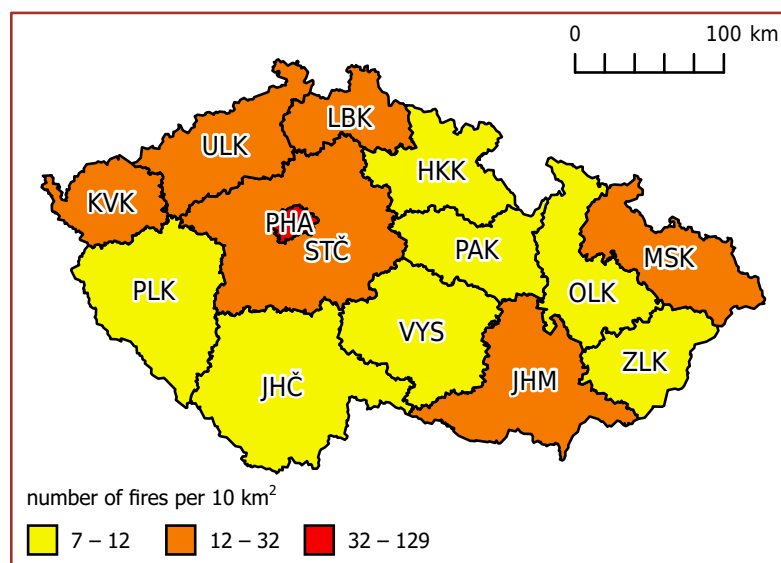 0 100 km
LBK
ULK
HKK
KVK
PHA
STČ
PAK
MSK
PLK
OLK
VYS
ZLK
JHČ
JHM
number of fires per 10 km²
7 – 12 12 – 32 32 – 129